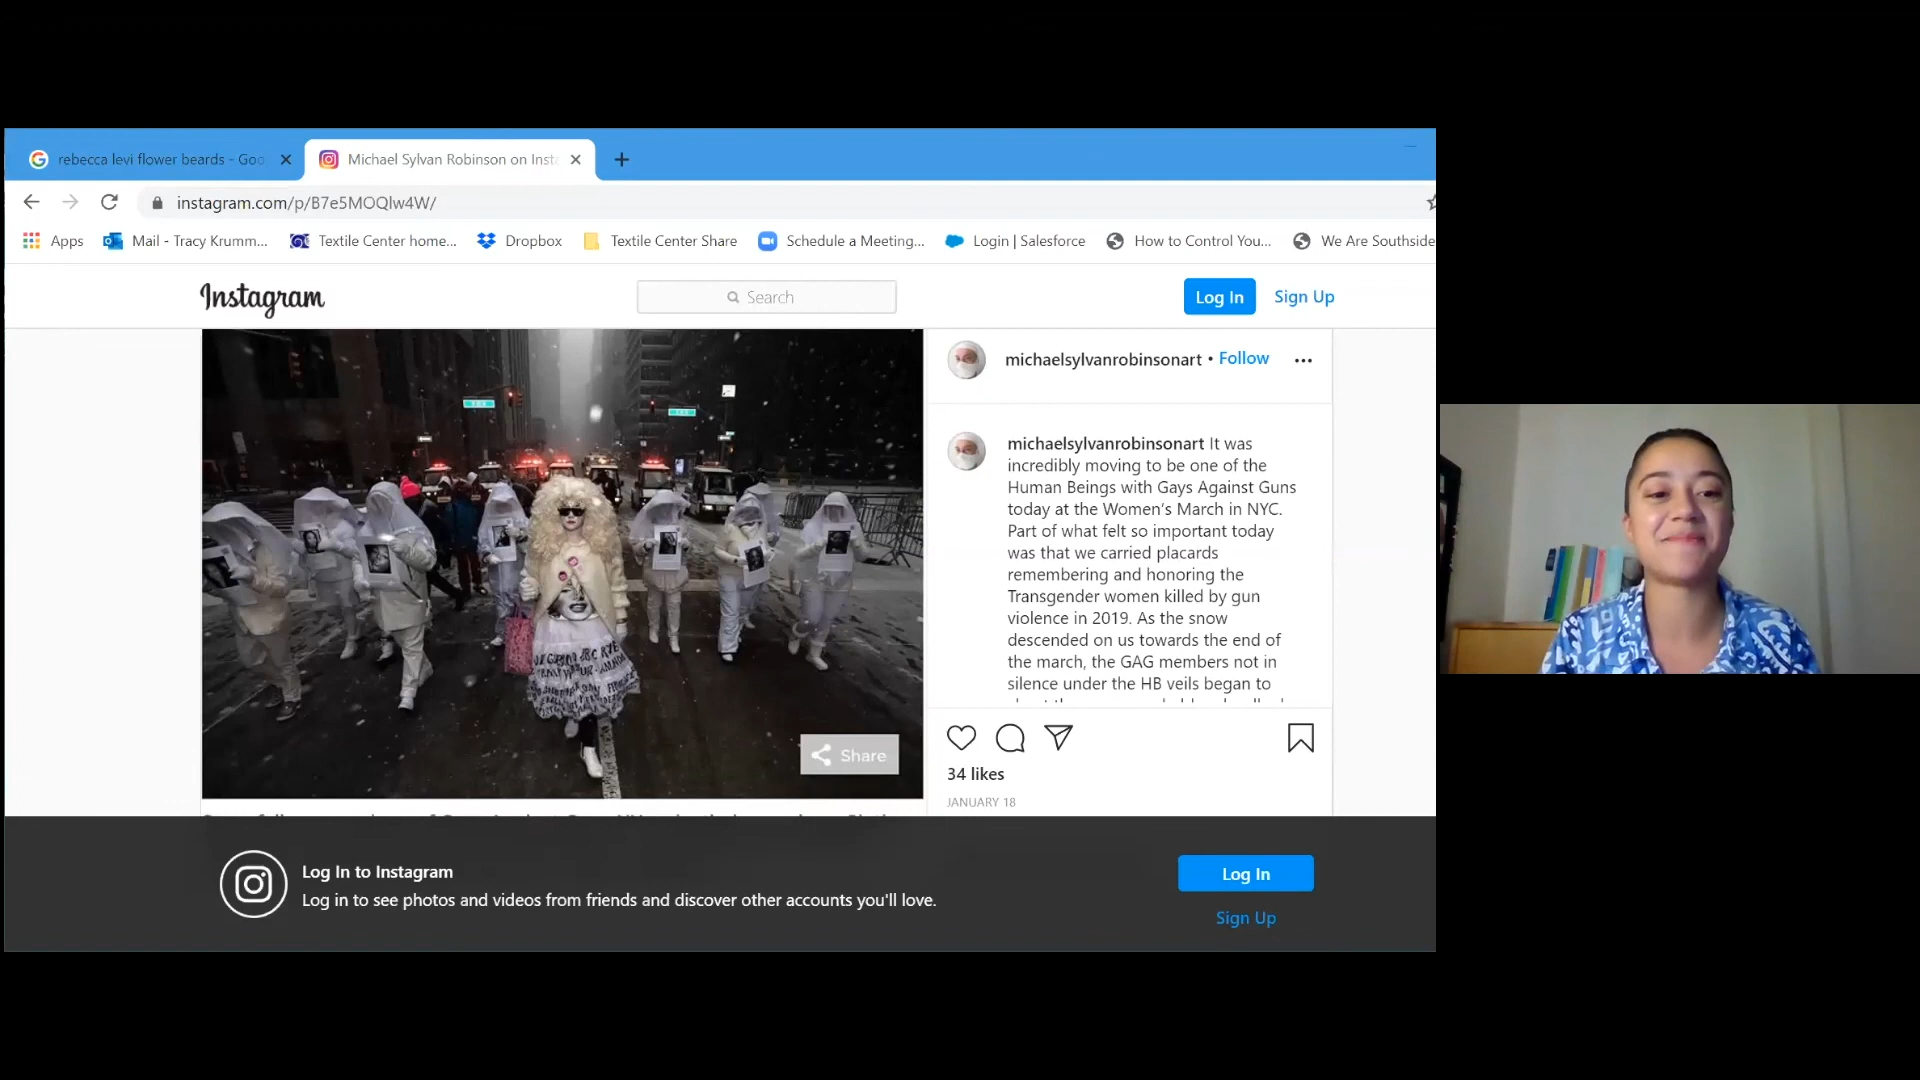 rebecca levi flower beards - Goo
Michael Sylvan Robinson on Inst
instagram.com/p/B7e5MOQlw4W/
Apps
Mail - Tracy Krumm...
Textile Center home...
Dropbox
Textile Center Share
Schedule a Meeting...
Login | Salesforce
How to Control You...
We Are Southside
Instagram
Search
Log In
Sign Up
michaelsylvanrobinsonart • Follow
michaelsylvanrobinsonart It was
incredibly moving to be one of the
Human Beings with Gays Against Guns
today at the Women's March in NYC.
Part of what felt so important today
was that we carried placards
remembering and honoring the
Transgender women killed by gun
violence in 2019. As the snow
descended on us towards the end of
the march, the GAG members not in
silence under the HB veils began to
Share
34 likes
JANUARY 18
Log In to Instagram
Log in to see photos and videos from friends and discover other accounts you'll love.
Log In
Sign Up